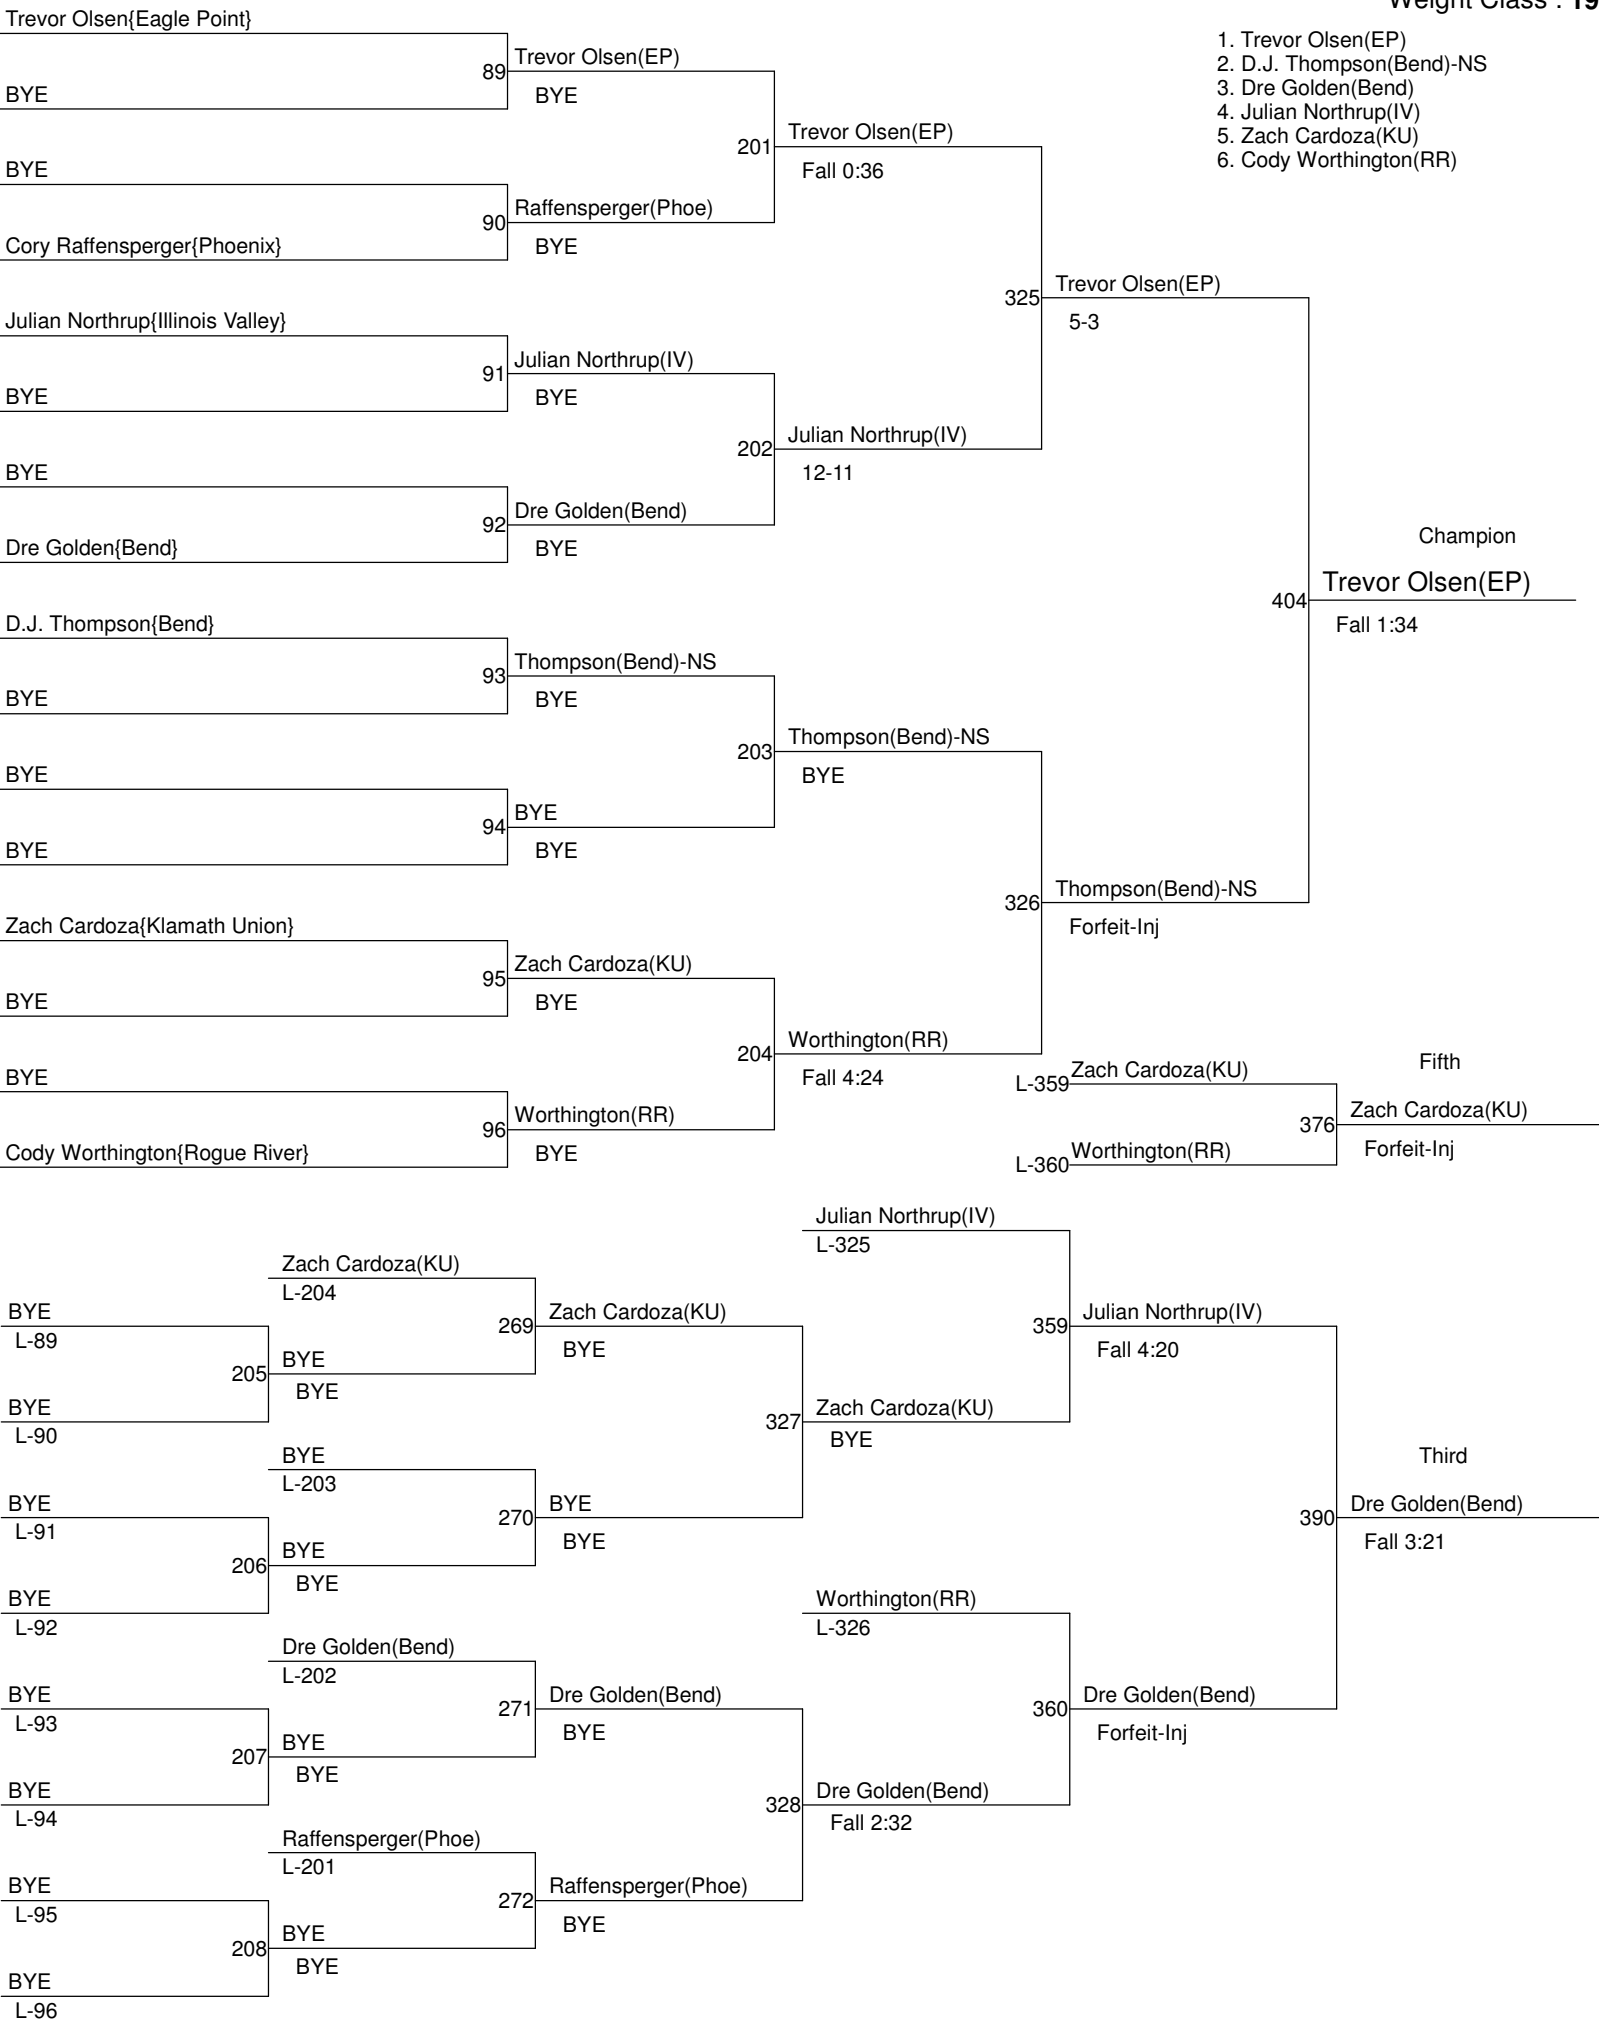 Weight Class : 19
1. Trevor Olsen(EP)
2. D.J. Thompson(Bend)-NS
3. Dre Golden(Bend)
4. Julian Northrup(IV)
5. Zach Cardoza(KU)
6. Cody Worthington(RR)
Trevor Olsen{Eagle Point}
89
BYE
Trevor Olsen(EP)
BYE
BYE
90
Cory Raffensperger{Phoenix}
Raffensperger(Phoe)
BYE
201
Trevor Olsen(EP)
Fall 0:36
Julian Northrup{Illinois Valley}
91
BYE
Julian Northrup(IV)
BYE
BYE
92
Dre Golden{Bend}
Dre Golden(Bend)
BYE
202
Julian Northrup(IV)
12-11
325
Trevor Olsen(EP)
5-3
D.J. Thompson{Bend}
93
BYE
Thompson(Bend)-NS
BYE
BYE
94
BYE
BYE
BYE
203
Thompson(Bend)-NS
BYE
Zach Cardoza{Klamath Union}
95
BYE
Zach Cardoza(KU)
BYE
BYE
96
Cody Worthington{Rogue River}
Worthington(RR)
BYE
204
Worthington(RR)
Fall 4:24
326
Thompson(Bend)-NS
Forfeit-Inj
Champion
404
Trevor Olsen(EP)
Fall 1:34
L-359
Zach Cardoza(KU)
L-360
Worthington(RR)
Fifth
376
Zach Cardoza(KU)
Forfeit-Inj
BYE
L-89
BYE
L-90
205
Zach Cardoza(KU)
L-204
BYE
BYE
269
Zach Cardoza(KU)
BYE
BYE
L-91
BYE
L-92
206
BYE
L-203
BYE
BYE
270
BYE
BYE
327
Julian Northrup(IV)
L-325
Zach Cardoza(KU)
BYE
359
Julian Northrup(IV)
Fall 4:20
BYE
L-93
BYE
L-94
207
Dre Golden(Bend)
L-202
BYE
BYE
271
Dre Golden(Bend)
BYE
BYE
L-95
BYE
L-96
208
Raffensperger(Phoe)
L-201
BYE
BYE
272
Raffensperger(Phoe)
BYE
328
Worthington(RR)
L-326
Dre Golden(Bend)
Fall 2:32
360
Dre Golden(Bend)
Forfeit-Inj
Third
390
Dre Golden(Bend)
Fall 3:21